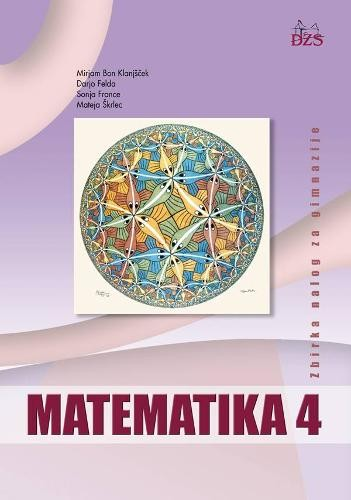 DZS
Mirjam Bon Klanjšček
Darjo Felda
Sonja France
Mateja Škrlec
Zbirka nalog za gimnazije
MATEMATIKA 4